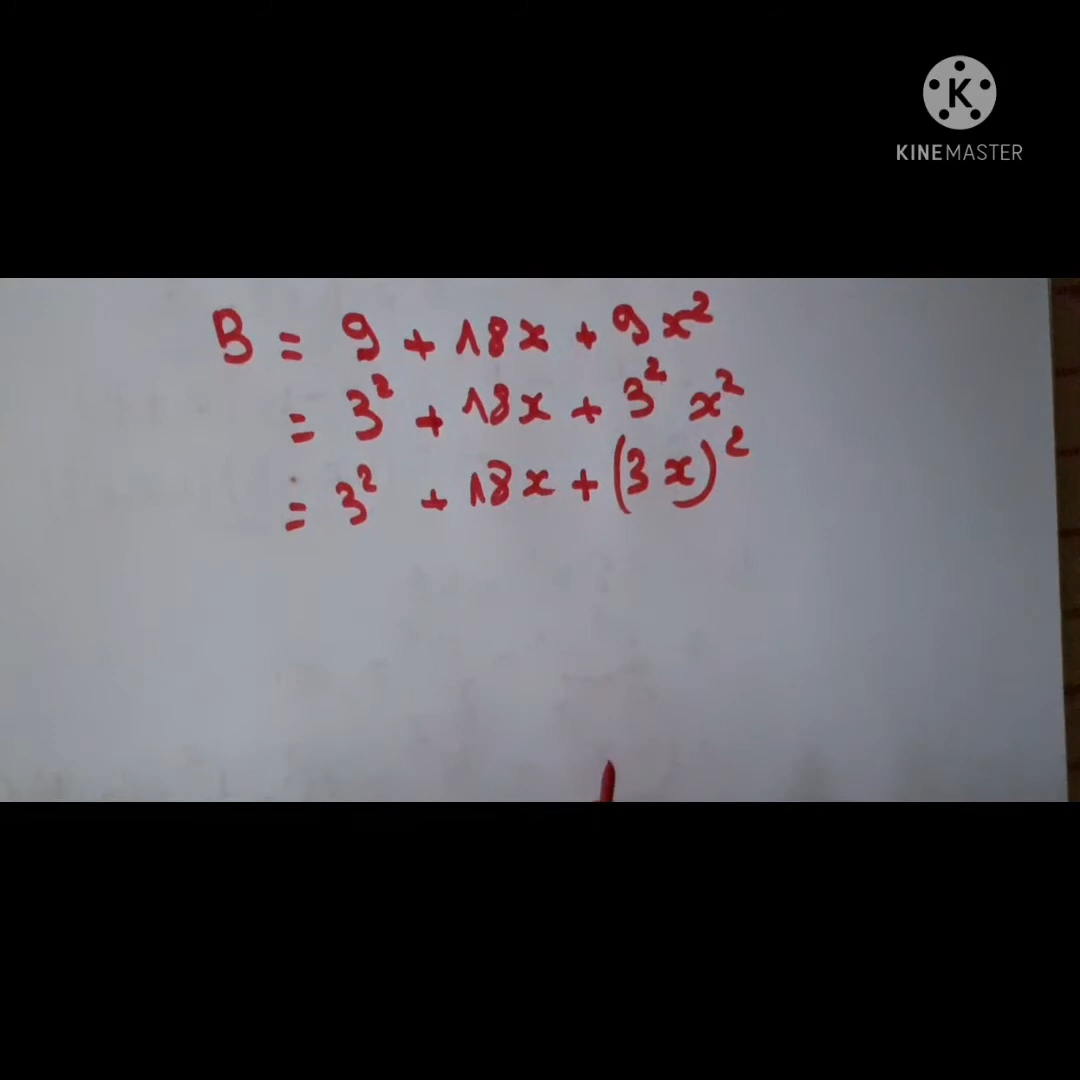 K
KINEMASTER
B = 9 + 18x + 9x²
= 3² + 18x + 3² x²
= 3² + 18x + (3x)²